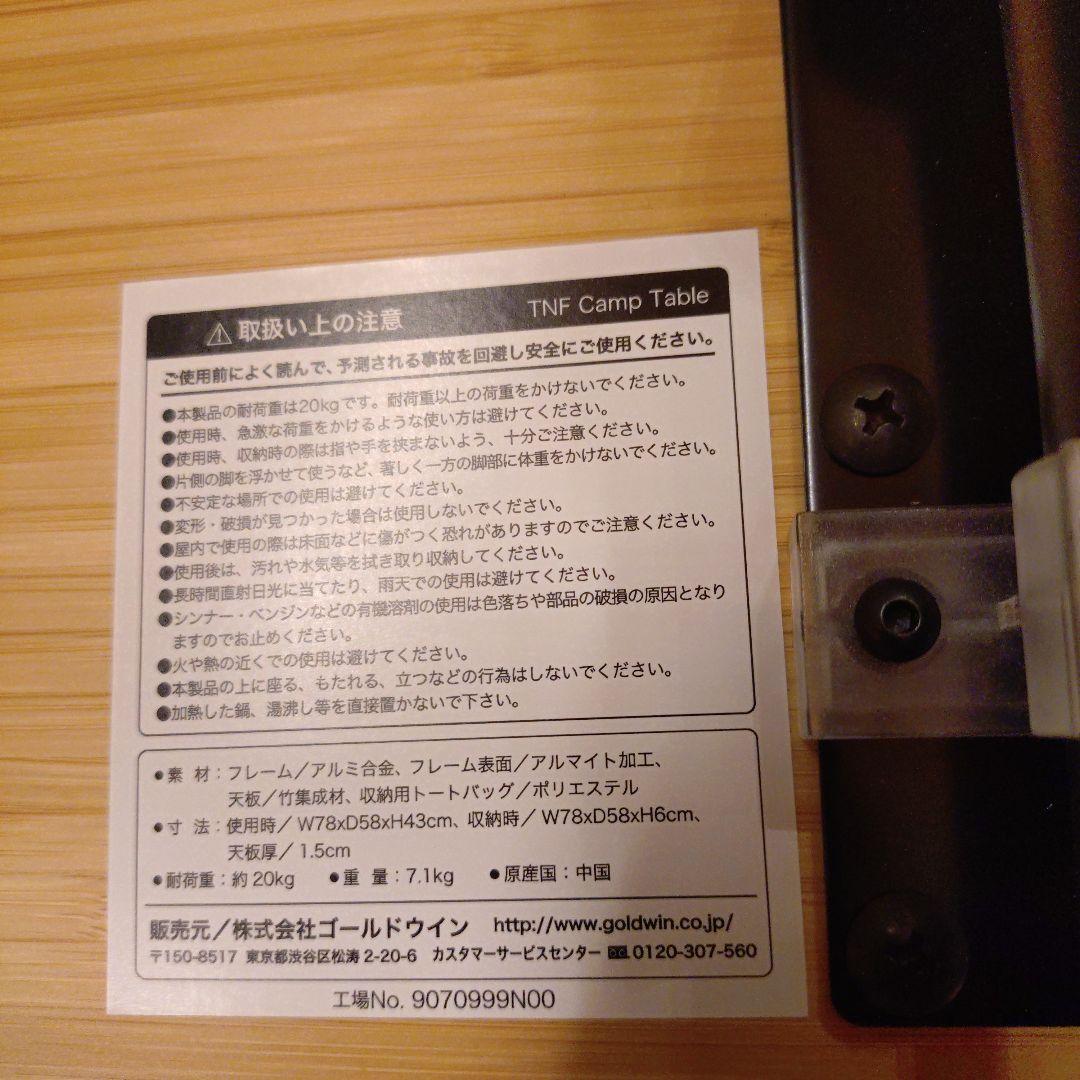 ⚠ 取扱い上の注意 TNF Camp Table
ご使用前によく読んで、予測される事故を回避し安全にご使用ください。
●本製品の耐荷重は20kgです。耐荷重以上の荷重をかけないでください。
●使用時、急激な荷重をかけるような使い方は避けてください。
●使用時、収納時の際は指や手を挟まないよう、十分ご注意ください。
●片側の脚を浮かせて使うなど、著しく一方の脚部に体重をかけないでください。
●不安定な場所での使用は避けてください。
●変形・破損が見つかった場合は使用しないでください。
●屋内で使用の際は床面などに傷がつく恐れがありますのでご注意ください。
●使用後は、汚れや水気等を拭き取り収納してください。
●長時間直射日光に当てたり、雨天での使用は避けてください。
●シンナー・ベンジンなどの有機溶剤の使用は色落ちや部品の破損の原因となり
ますのでお止めください。
●火や熱の近くでの使用は避けてください。
●本製品の上に座る、もたれる、立つなどの行為はしないでください。
●加熱した鍋、湯沸し等を直接置かないで下さい。
●素 材：フレーム／アルミ合金、フレーム表面／アルマイト加工、
天板／竹集成材、収納用トートバッグ／ポリエステル
●寸 法：使用時／W78xD58xH43cm、収納時／W78xD58xH6cm、
天板厚／1.5cm
●耐荷重：約20kg ●重 量：7.1kg ●原産国：中国
販売元／株式会社ゴールドウイン http://www.goldwin.co.jp/
〒150-8517 東京都渋谷区松涛2-20-6 カスタマーサービスセンター 0120-307-560
工場No. 9070999N00